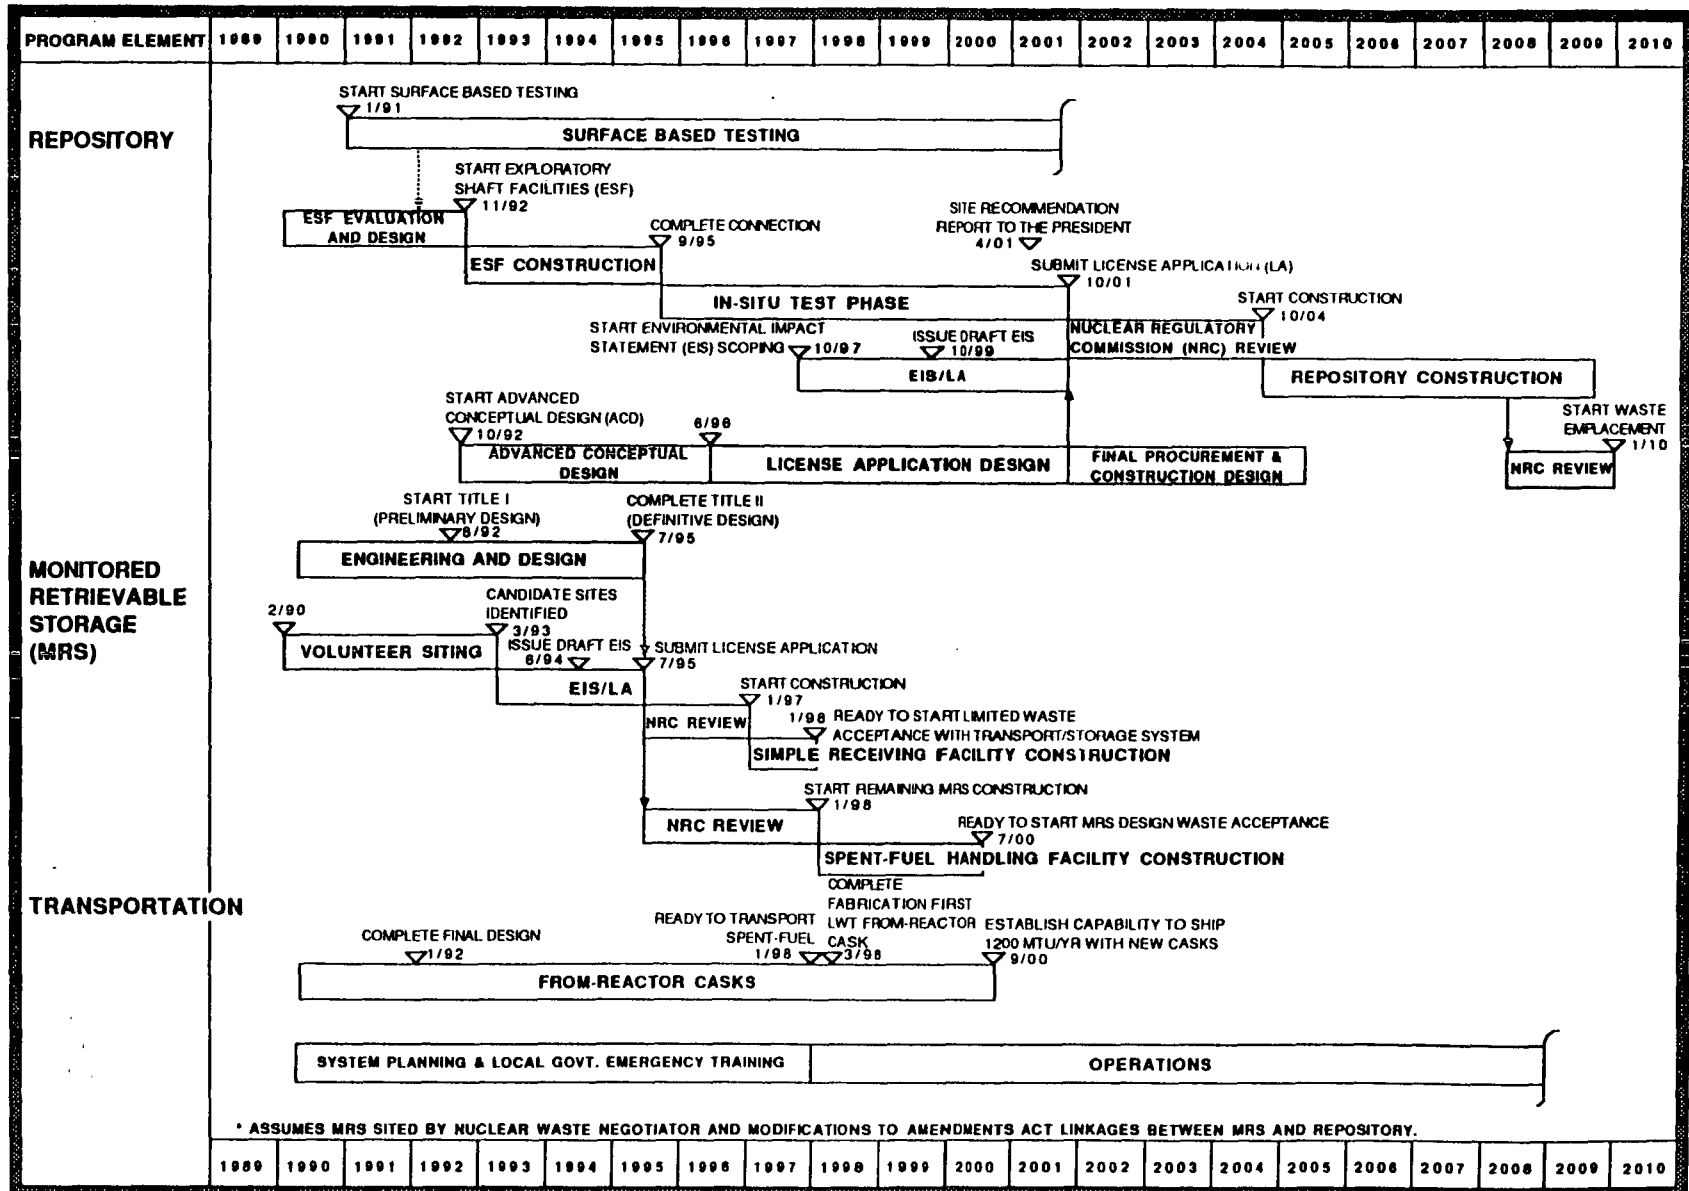 PROGRAM ELEMENT 1989 1990 1991 1992 1993 1994 1995 1996 1997 1998 1999 2000 2001 2002 2003 2004 2005 2006 2007 2008 2009 2010
REPOSITORY
START SURFACE BASED TESTING
1/91
SURFACE BASED TESTING
START EXPLORATORY
SHAFT FACILITIES (ESF)
11/92
ESF EVALUATION
AND DESIGN
COMPLETE CONNECTION
9/95
ESF CONSTRUCTION
SITE RECOMMENDATION
REPORT TO THE PRESIDENT
4/01
SUBMIT LICENSE APPLICATION (LA)
10/01
IN-SITU TEST PHASE
START CONSTRUCTION
10/04
START ENVIRONMENTAL IMPACT
STATEMENT (EIS) SCOPING
10/97
ISSUE DRAFT EIS
10/99
NUCLEAR REGULATORY
COMMISSION (NRC) REVIEW
EIS/LA
REPOSITORY CONSTRUCTION
START ADVANCED
CONCEPTUAL DESIGN (ACD)
10/92
6/96
START WASTE
EMPLACEMENT
1/10
ADVANCED CONCEPTUAL
DESIGN
LICENSE APPLICATION DESIGN
FINAL PROCUREMENT &
CONSTRUCTION DESIGN
NRC REVIEW
MONITORED
RETRIEVABLE
STORAGE
(MRS)
START TITLE I
(PRELIMINARY DESIGN)
8/92
COMPLETE TITLE II
(DEFINITIVE DESIGN)
7/95
ENGINEERING AND DESIGN
2/90
CANDIDATE SITES
IDENTIFIED
3/93
VOLUNTEER SITING
ISSUE DRAFT EIS
6/94
SUBMIT LICENSE APPLICATION
7/95
EIS/LA
START CONSTRUCTION
1/97
NRC REVIEW
1/98 READY TO START LIMITED WASTE
ACCEPTANCE WITH TRANSPORT/STORAGE SYSTEM
SIMPLE RECEIVING FACILITY CONSTRUCTION
START REMAINING MRS CONSTRUCTION
1/98
NRC REVIEW
READY TO START MRS DESIGN WASTE ACCEPTANCE
7/00
SPENT-FUEL HANDLING FACILITY CONSTRUCTION
TRANSPORTATION
COMPLETE FINAL DESIGN
1/92
READY TO TRANSPORT
SPENT-FUEL
1/98
COMPLETE
FABRICATION FIRST
LWT FROM-REACTOR
CASK
3/98
ESTABLISH CAPABILITY TO SHIP
1200 MTU/YR WITH NEW CASKS
9/00
FROM-REACTOR CASKS
SYSTEM PLANNING & LOCAL GOVT. EMERGENCY TRAINING
OPERATIONS
* ASSUMES MRS SITED BY NUCLEAR WASTE NEGOTIATOR AND MODIFICATIONS TO AMENDMENTS ACT LINKAGES BETWEEN MRS AND REPOSITORY.
1989 1990 1991 1992 1993 1994 1995 1996 1997 1998 1999 2000 2001 2002 2003 2004 2005 2006 2007 2008 2009 2010